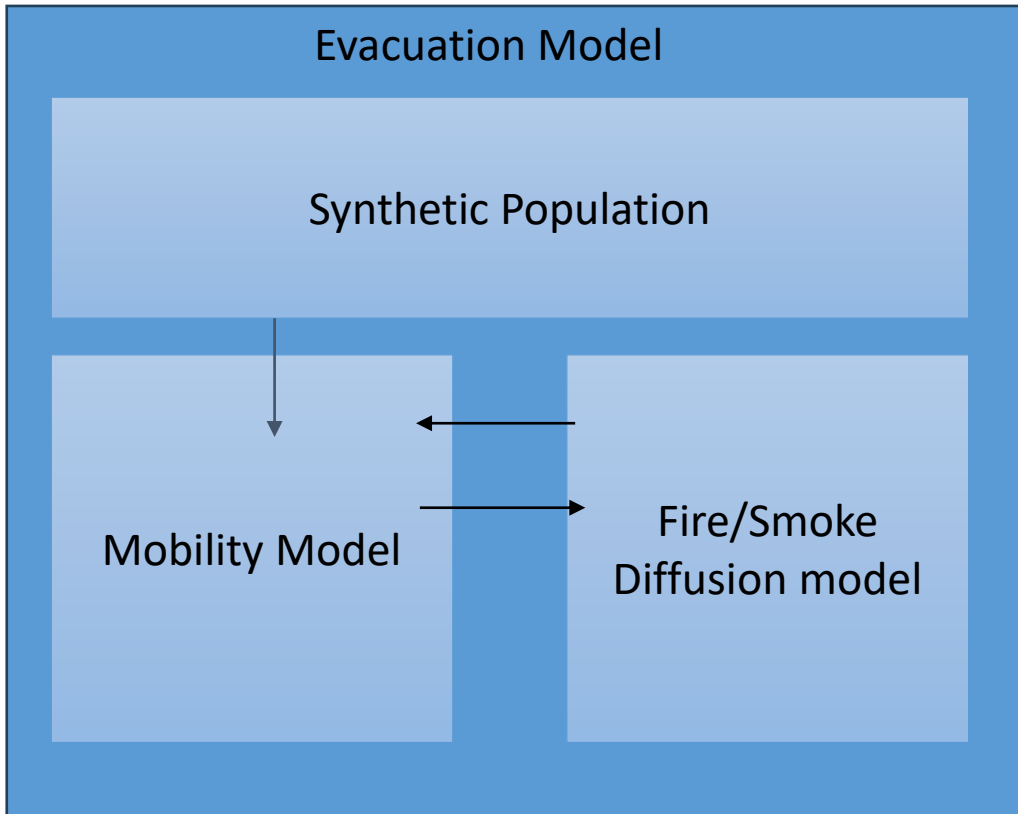 Evacuation Model
Synthetic Population
Mobility Model
Fire/Smoke
Diffusion model